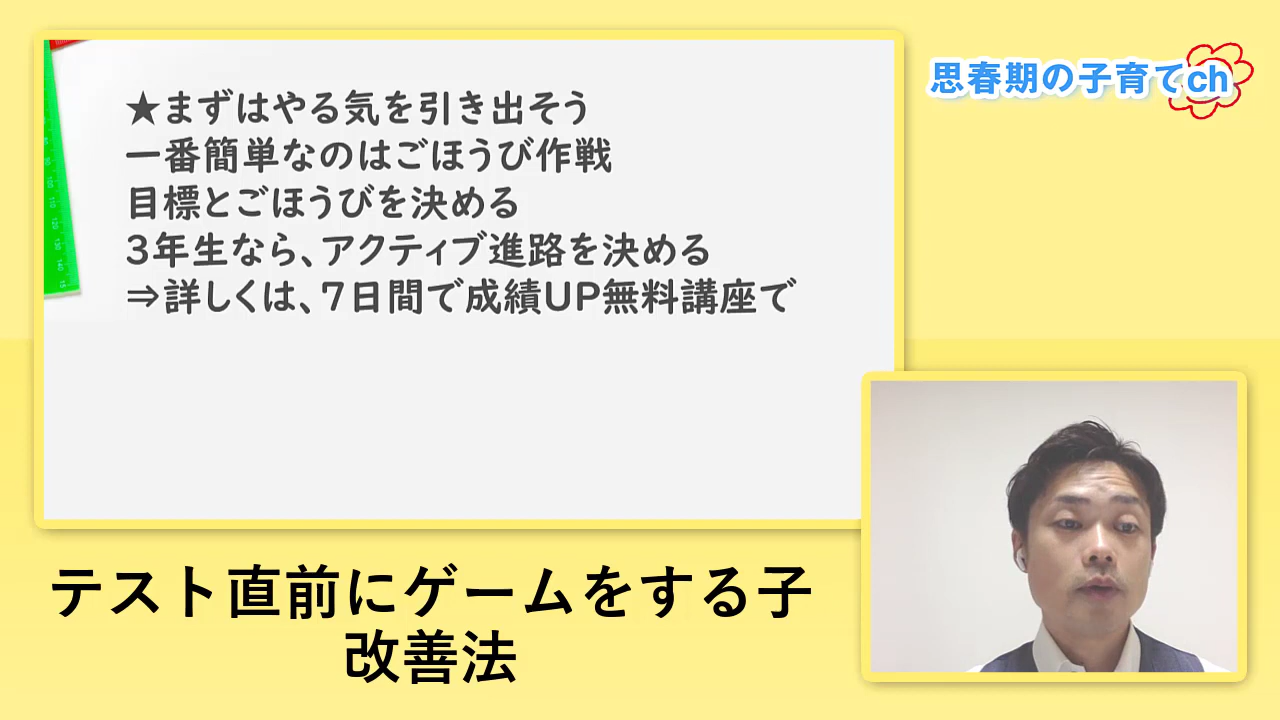 思春期の子育てch
★まずはやる気を引き出そう
一番簡単なのはごほうび作戦
目標とごほうびを決める
3年生なら、アクティブ進路を決める
⇒詳しくは、7日間で成績UP無料講座で
テスト直前にゲームをする子
改善法